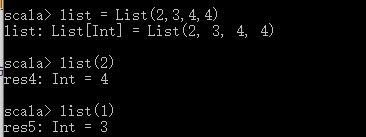 scala> list = List(2,3,4,4)
list: List[Int] = List(2, 3, 4, 4)
scala> list(2)
res4: Int = 4
scala> list(1)
res5: Int = 3